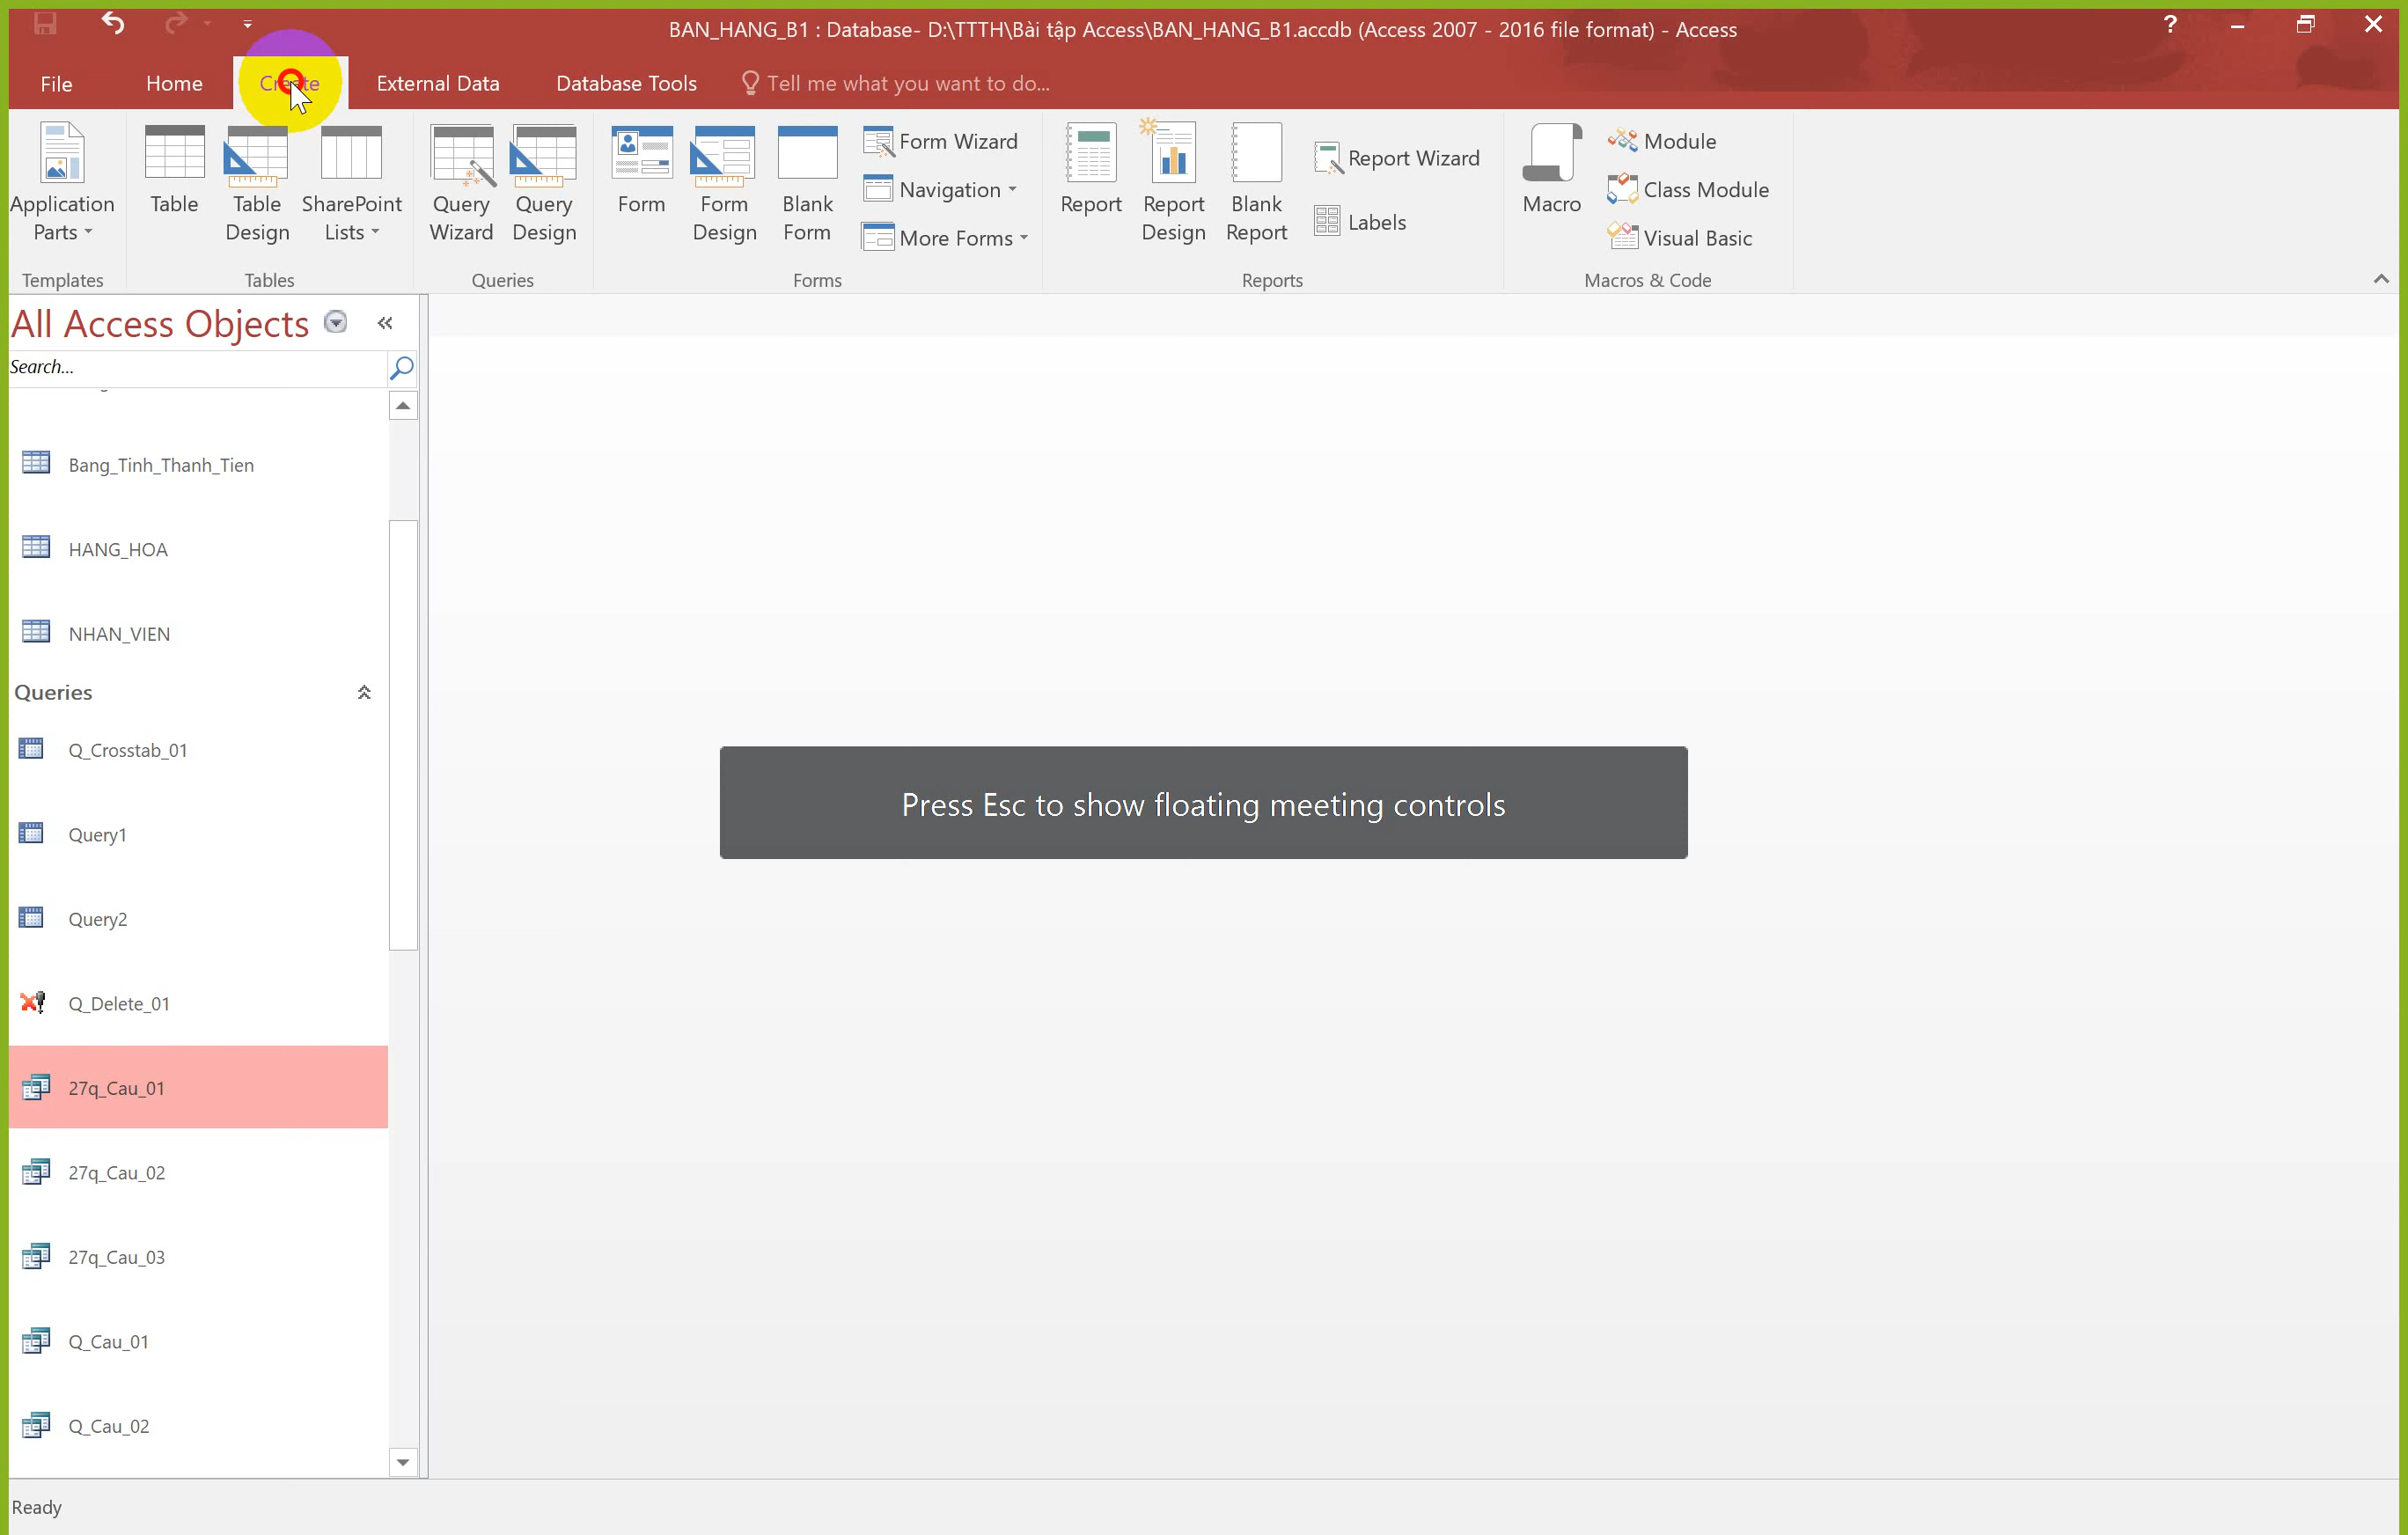 BAN_HANG_B1 : Database- D:\TTTH\Bài tập Access\BAN_HANG_B1.accdb (Access 2007 - 2016 file format) - Access
?
File Home Create External Data Database Tools Tell me what you want to do...
Application Parts
Table
Table Design
SharePoint Lists
Query Wizard
Query Design
Form
Form Design
Blank Form
Form Wizard
Navigation
More Forms
Report
Report Design
Blank Report
Report Wizard
Labels
Macro
Module
Class Module
Visual Basic
Templates Tables Queries Forms Reports Macros & Code
All Access Objects
Search...
Bang_Tinh_Thanh_Tien
HANG_HOA
NHAN_VIEN
Queries
Q_Crosstab_01
Query1
Query2
Q_Delete_01
27q_Cau_01
27q_Cau_02
27q_Cau_03
Q_Cau_01
Q_Cau_02
Press Esc to show floating meeting controls
Ready